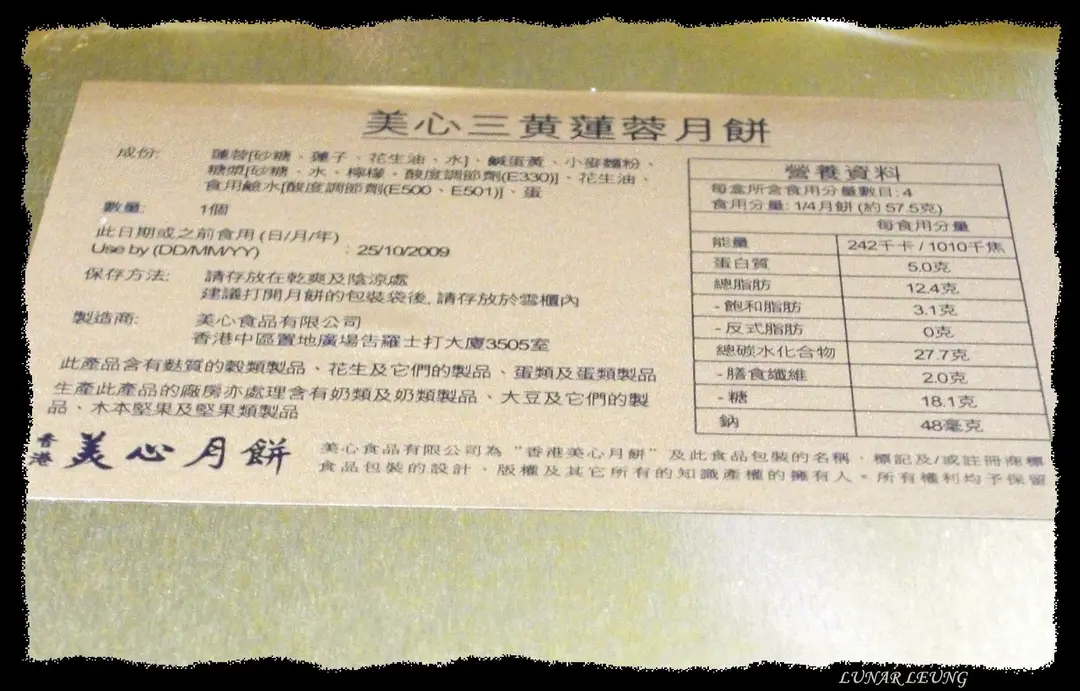 美心三黄蓮蓉月餅
成份: 蓮蓉[砂糖、蓮子、花生油、水]、鹹蛋黃、小麥麵粉、
糖漿[砂糖、水、檸檬、酸度調節劑(E330)]、花生油、
食用鹼水[酸度調節劑(E500、E501)]、蛋
數量: 1個
此日期或之前食用 (日/月/年)
Use by (DD/MM/YY) : 25/10/2009
保存方法: 請存放在乾爽及陰涼處
建議打開月餅的包裝袋後, 請存放於雪櫃內
製造商: 美心食品有限公司
香港中區置地廣場告羅士打大廈3505室
此產品含有麩質的穀類製品、花生及它們的製品、蛋類及蛋類製品
生產此產品的廠房亦處理含有奶類及奶類製品、大豆及它們的製
品、木本堅果及堅果類製品
營養資料
每盒所含食用分量數目: 4
食用分量: 1/4月餅 (約 57.5克)
每食用分量
能量 242千卡 / 1010千焦
蛋白質 5.0克
總脂肪 12.4克
- 飽和脂肪 3.1克
- 反式脂肪 0克
總碳水化合物 27.7克
- 膳食纖維 2.0克
- 糖 18.1克
鈉 48毫克
香港 美心月餅
美心食品有限公司為 "香港美心月餅" 及此食品包裝的名稱、標記及/或註冊商標
食品包裝的設計、版權及其它所有的知識產權的擁有人。所有權利均予保留
LUNAR LEUNG